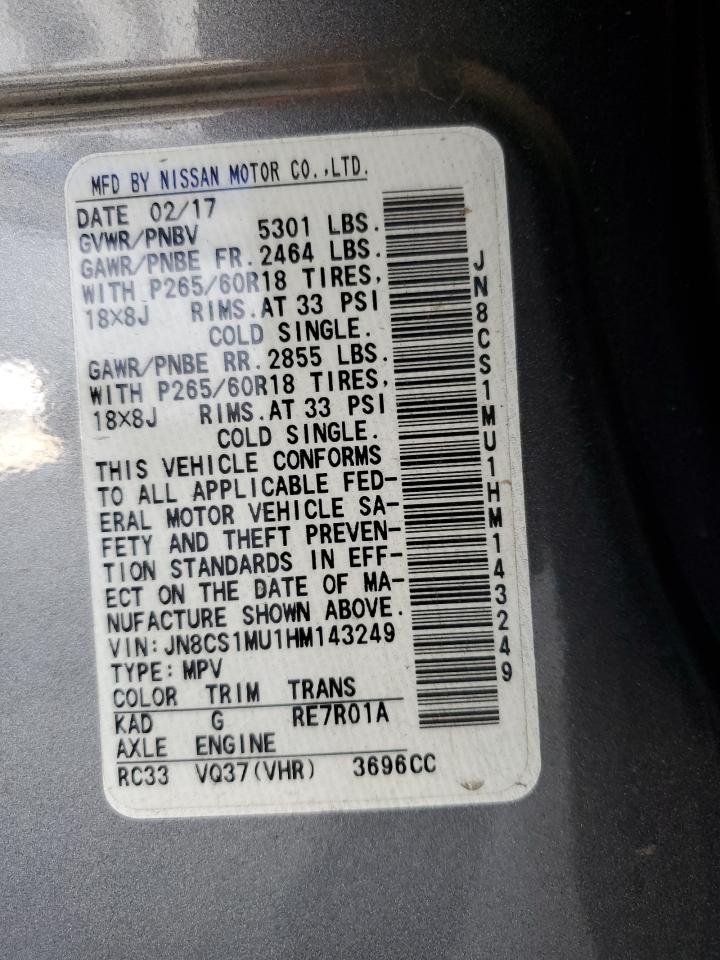 MFD BY NISSAN MOTOR CO.,LTD.
DATE 02/17
GVWR/PNBV 5301 LBS.
GAWR/PNBE FR. 2464 LBS.
WITH P265/60R18 TIRES,
18X8J RIMS.AT 33 PSI
COLD SINGLE.
GAWR/PNBE RR. 2855 LBS.
WITH P265/60R18 TIRES,
18X8J RIMS.AT 33 PSI
COLD SINGLE.
THIS VEHICLE CONFORMS
TO ALL APPLICABLE FED-
ERAL MOTOR VEHICLE SA-
FETY AND THEFT PREVEN-
TION STANDARDS IN EFF-
ECT ON THE DATE OF MA-
NUFACTURE SHOWN ABOVE.
VIN: JN8CS1MU1HM143249
TYPE: MPV
COLOR TRIM TRANS
KAD G RE7R01A
AXLE ENGINE
RC33 VQ37(VHR) 3696CC
JN8CS1MU1HM143249